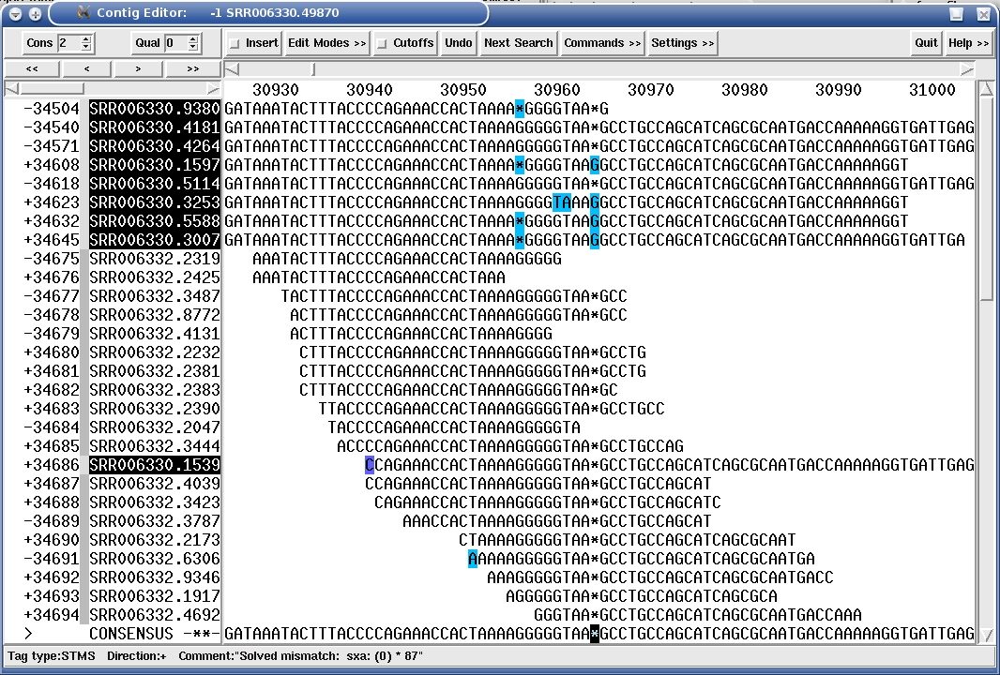 Contig Editor: -1 SRR006330.49870
Cons 2 Qual 0 Insert Edit Modes >> Cutoffs Undo Next Search Commands >> Settings >> Quit Help >>
<< < > >>
30930 30940 30950 30960 30970 30980 30990 31000
-34504 SRR006330.9380 GATAAATACTTTACCCCAGAAACCACTAAAA*GGGGTAA*G
-34540 SRR006330.4181 GATAAATACTTTACCCCAGAAACCACTAAAAGGGGGTAA*GCCTGCCAGCATCAGCGCAATGACCAAAAAGGTGATTGAG
-34571 SRR006330.4264 GATAAATACTTTACCCCAGAAACCACTAAAAGGGGGTAA*GCCTGCCAGCATCAGCGCAATGACCAAAAAGGTGATTGAG
+34608 SRR006330.1597 GATAAATACTTTACCCCAGAAACCACTAAAA*GGGGTAAGGCCTGCCAGCATCAGCGCAATGACCAAAAAGGT
-34618 SRR006330.5114 GATAAATACTTTACCCCAGAAACCACTAAAAGGGGGTAA*GCCTGCCAGCATCAGCGCAATGACCAAAAAGGTGATTGAG
+34623 SRR006330.3253 GATAAATACTTTACCCCAGAAACCACTAAAAGGGGTAAAGGCCTGCCAGCATCAGCGCAATGACCAAAAAGGT
+34632 SRR006330.5588 GATAAATACTTTACCCCAGAAACCACTAAAA*GGGGTAAGGCCTGCCAGCATCAGCGCAATGACCAAAAAGGT
+34645 SRR006330.3007 GATAAATACTTTACCCCAGAAACCACTAAAA*GGGGTAAGGCCTGCCAGCATCAGCGCAATGACCAAAAAGGTGATTGA
-34675 SRR006332.2319 AAATACTTTACCCCAGAAACCACTAAAAGGGGG
+34676 SRR006332.2425 AAATACTTTACCCCAGAAACCACTAAA
-34677 SRR006332.3487 TACTTTACCCCAGAAACCACTAAAAGGGGGTAA*GCC
-34678 SRR006332.8772 ACTTTACCCCAGAAACCACTAAAAGGGGGTAA*GCC
-34679 SRR006332.4131 ACTTTACCCCAGAAACCACTAAAAGGGG
+34680 SRR006332.2232 CTTTACCCCAGAAACCACTAAAAGGGGGTAA*GCCTG
+34681 SRR006332.2381 CTTTACCCCAGAAACCACTAAAAGGGGGTAA*GCCTG
+34682 SRR006332.2383 CTTTACCCCAGAAACCACTAAAAGGGGGTAA*GC
+34683 SRR006332.2390 TTACCCCAGAAACCACTAAAAGGGGGTAA*GCCTGCC
-34684 SRR006332.2047 TACCCCAGAAACCACTAAAAGGGGGTA
+34685 SRR006332.3444 ACCCCAGAAACCACTAAAAGGGGGTAA*GCCTGCCAG
+34686 SRR006330.1539 CCAGAAACCACTAAAAGGGGGTAA*GCCTGCCAGCATCAGCGCAATGACCAAAAAGGTGATTGAG
+34687 SRR006332.4039 CCAGAAACCACTAAAAGGGGGTAA*GCCTGCCAGCAT
+34688 SRR006332.3423 CAGAAACCACTAAAAGGGGGTAA*GCCTGCCAGCATC
-34689 SRR006332.3787 AAACCACTAAAAGGGGGTAA*GCCTGCCAGCAT
+34690 SRR006332.2173 CTAAAAGGGGGTAA*GCCTGCCAGCATCAGCGCAAT
-34691 SRR006332.6306 AAAAAGGGGGTAA*GCCTGCCAGCATCAGCGCAATGA
+34692 SRR006332.9346 AAAGGGGGTAA*GCCTGCCAGCATCAGCGCAATGACC
+34693 SRR006332.1917 AGGGGGTAA*GCCTGCCAGCATCAGCGCA
+34694 SRR006332.4692 GGGTAA*GCCTGCCAGCATCAGCGCAATGACCAAA
> CONSENSUS -**- GATAAATACTTTACCCCAGAAACCACTAAAAGGGGGTAA*GCCTGCCAGCATCAGCGCAATGACCAAAAAGGTGATTGAG
Tag type:STMS Direction:+ Comment:"Solved mismatch: sxa: (0) * 87"